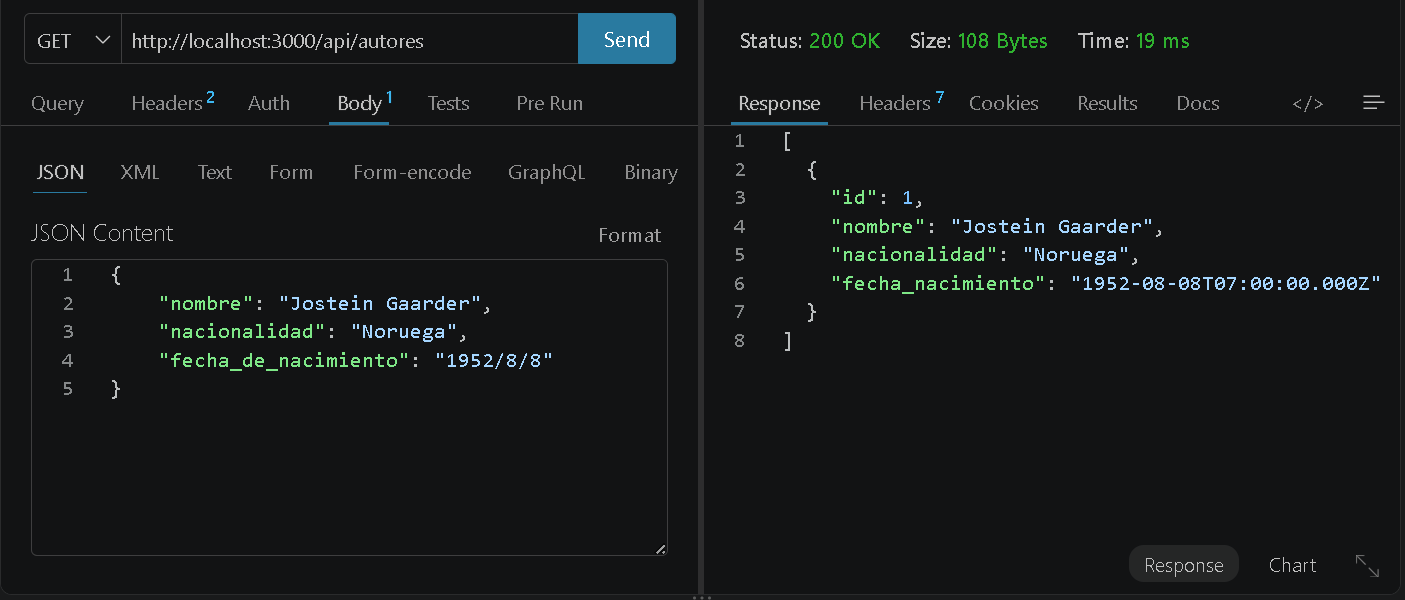 GET http://localhost:3000/api/autores Send
Query Headers 2 Auth Body 1 Tests Pre Run
JSON XML Text Form Form-encode GraphQL Binary
JSON Content Format
1 {
2 "nombre": "Jostein Gaarder",
3 "nacionalidad": "Noruega",
4 "fecha_de_nacimiento": "1952/8/8"
5 }
Status: 200 OK Size: 108 Bytes Time: 19 ms
Response Headers 7 Cookies Results Docs </>
1 [
2 {
3 "id": 1,
4 "nombre": "Jostein Gaarder",
5 "nacionalidad": "Noruega",
6 "fecha_nacimiento": "1952-08-08T07:00:00.000Z"
7 }
8 ]
Response Chart